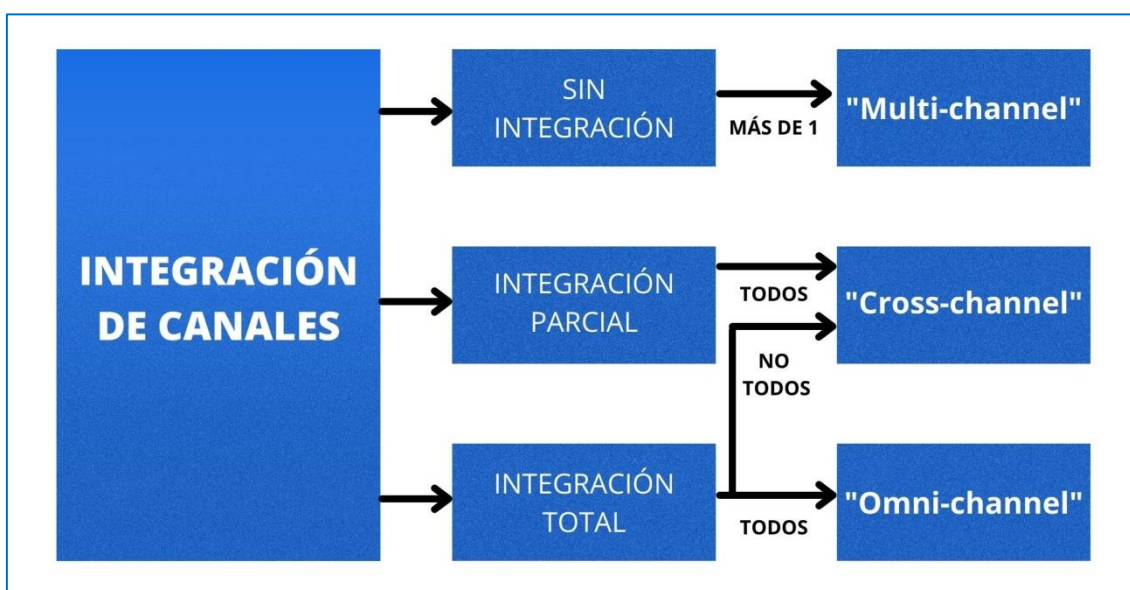 INTEGRACIÓN
DE CANALES
SIN
INTEGRACIÓN
MÁS DE 1
"Multi-channel"
INTEGRACIÓN
PARCIAL
TODOS
"Cross-channel"
NO
TODOS
INTEGRACIÓN
TOTAL
TODOS
"Omni-channel"